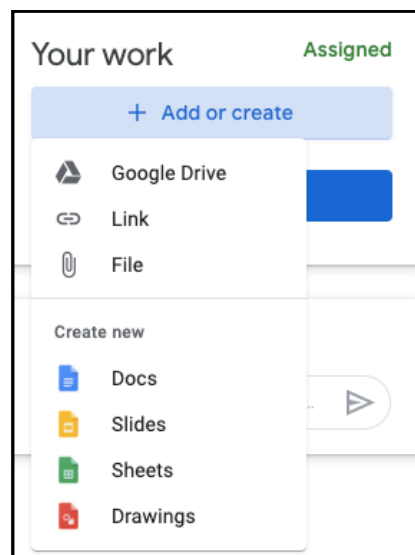 Your work
Assigned
+ Add or create
Google Drive
Link
File
Create new
Docs
Slides
Sheets
Drawings